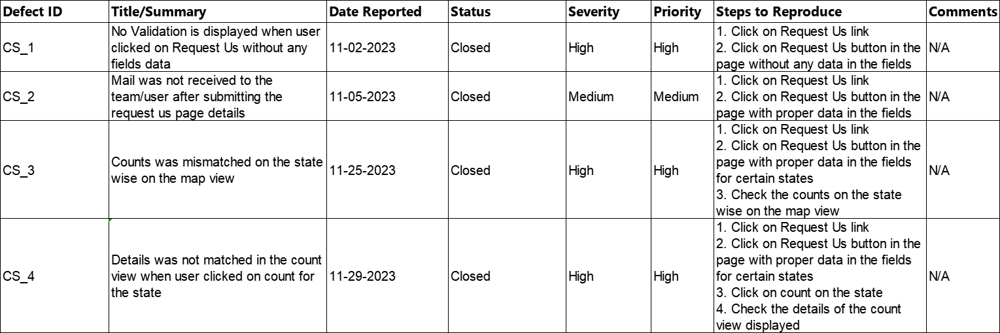 Defect ID Title/Summary Date Reported Status Severity Priority Steps to Reproduce Comments
CS_1
No Validation is displayed when user
clicked on Request Us without any
fields data
11-02-2023
Closed
High
High
1. Click on Request Us link
2. Click on Request Us button in the
page without any data in the fields
N/A
CS_2
Mail was not received to the
team/user after submitting the
request us page details
11-05-2023
Closed
Medium
Medium
1. Click on Request Us link
2. Click on Request Us button in the
page with proper data in the fields
N/A
CS_3
Counts was mismatched on the state
wise on the map view
11-25-2023
Closed
High
High
1. Click on Request Us link
2. Click on Request Us button in the
page with proper data in the fields
for certain states
3. Check the counts on the state
wise on the map view
N/A
CS_4
Details was not matched in the count
view when user clicked on count for
the state
11-29-2023
Closed
High
High
1. Click on Request Us link
2. Click on Request Us button in the
page with proper data in the fields
for certain states
3. Click on count on the state
4. Check the details of the count
view displayed
N/A